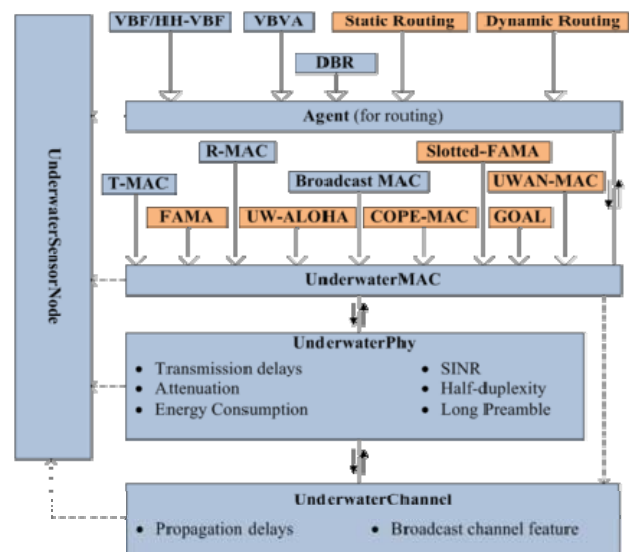 VBF/HH-VBF
VBVA
Static Routing
Dynamic Routing
DBR
Agent (for routing)
R-MAC
Slotted-FAMA
T-MAC
Broadcast MAC
UWAN-MAC
FAMA
UW-ALOHA
COPE-MAC
GOAL
UnderwaterMAC
UnderwaterSensorNode
UnderwaterPhy
• Transmission delays
• SINR
• Attenuation
• Half-duplexity
• Energy Consumption
• Long Preamble
UnderwaterChannel
• Propagation delays
• Broadcast channel feature